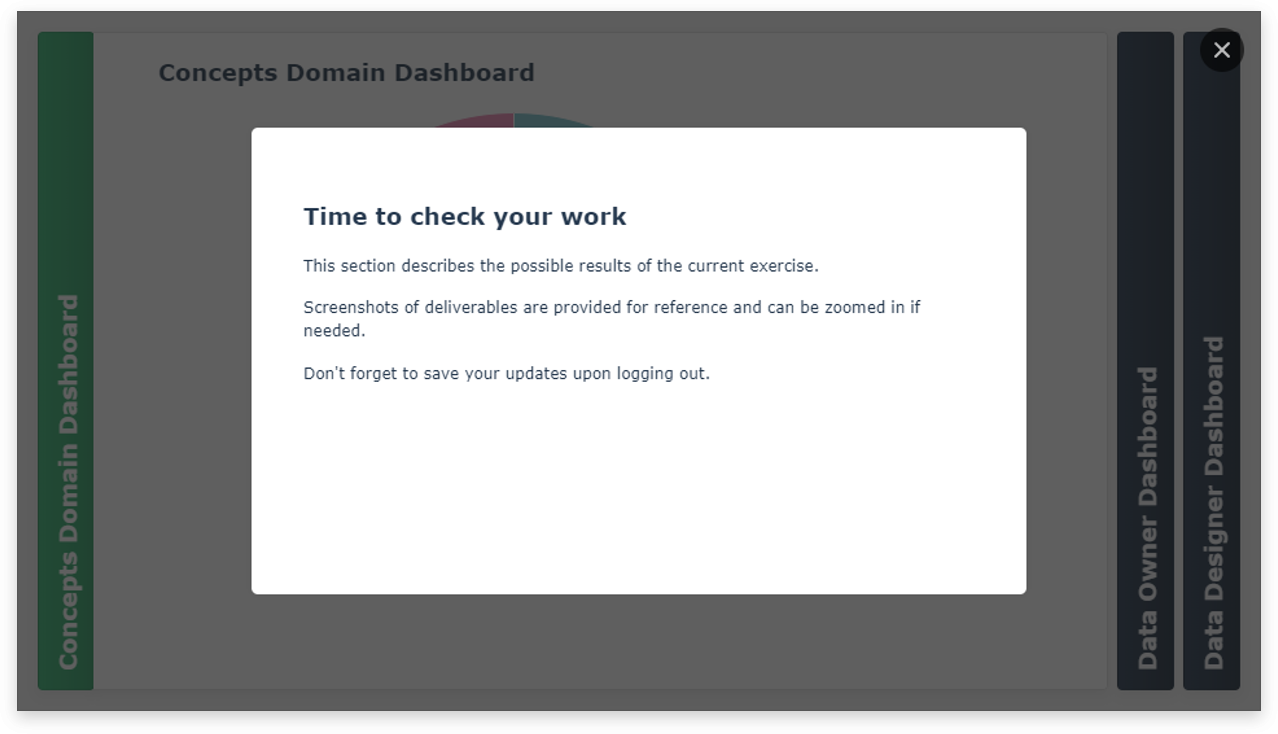 Concepts Domain Dashboard
Concepts Domain Dashboard
Time to check your work
This section describes the possible results of the current exercise.
Screenshots of deliverables are provided for reference and can be zoomed in if
needed.
Don't forget to save your updates upon logging out.
Data Owner Dashboard
Data Designer Dashboard